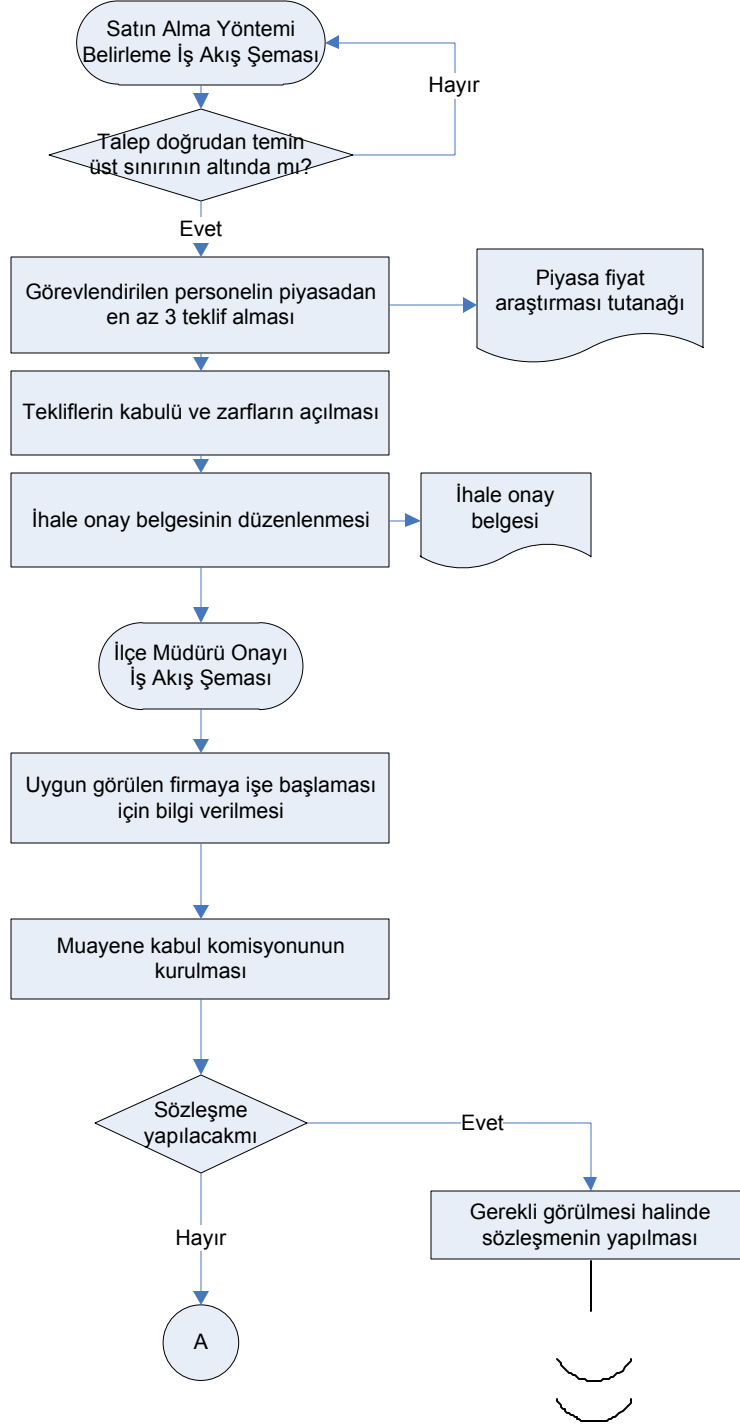 Satın Alma Yöntemi
Belirleme İş Akış Şeması
Hayır
Talep doğrudan temin
üst sınırının altında mı?
Evet
Görevlendirilen personelin piyasadan
en az 3 teklif alması
Piyasa fiyat
araştırması tutanağı
Tekliflerin kabulü ve zarfların açılması
İhale onay belgesinin düzenlenmesi
İhale onay
belgesi
İlçe Müdürü Onayı
İş Akış Şeması
Uygun görülen firmaya işe başlaması
için bilgi verilmesi
Muayene kabul komisyonunun
kurulması
Sözleşme
yapılacakmı
Evet
Gerekli görülmesi halinde
sözleşmenin yapılması
Hayır
A